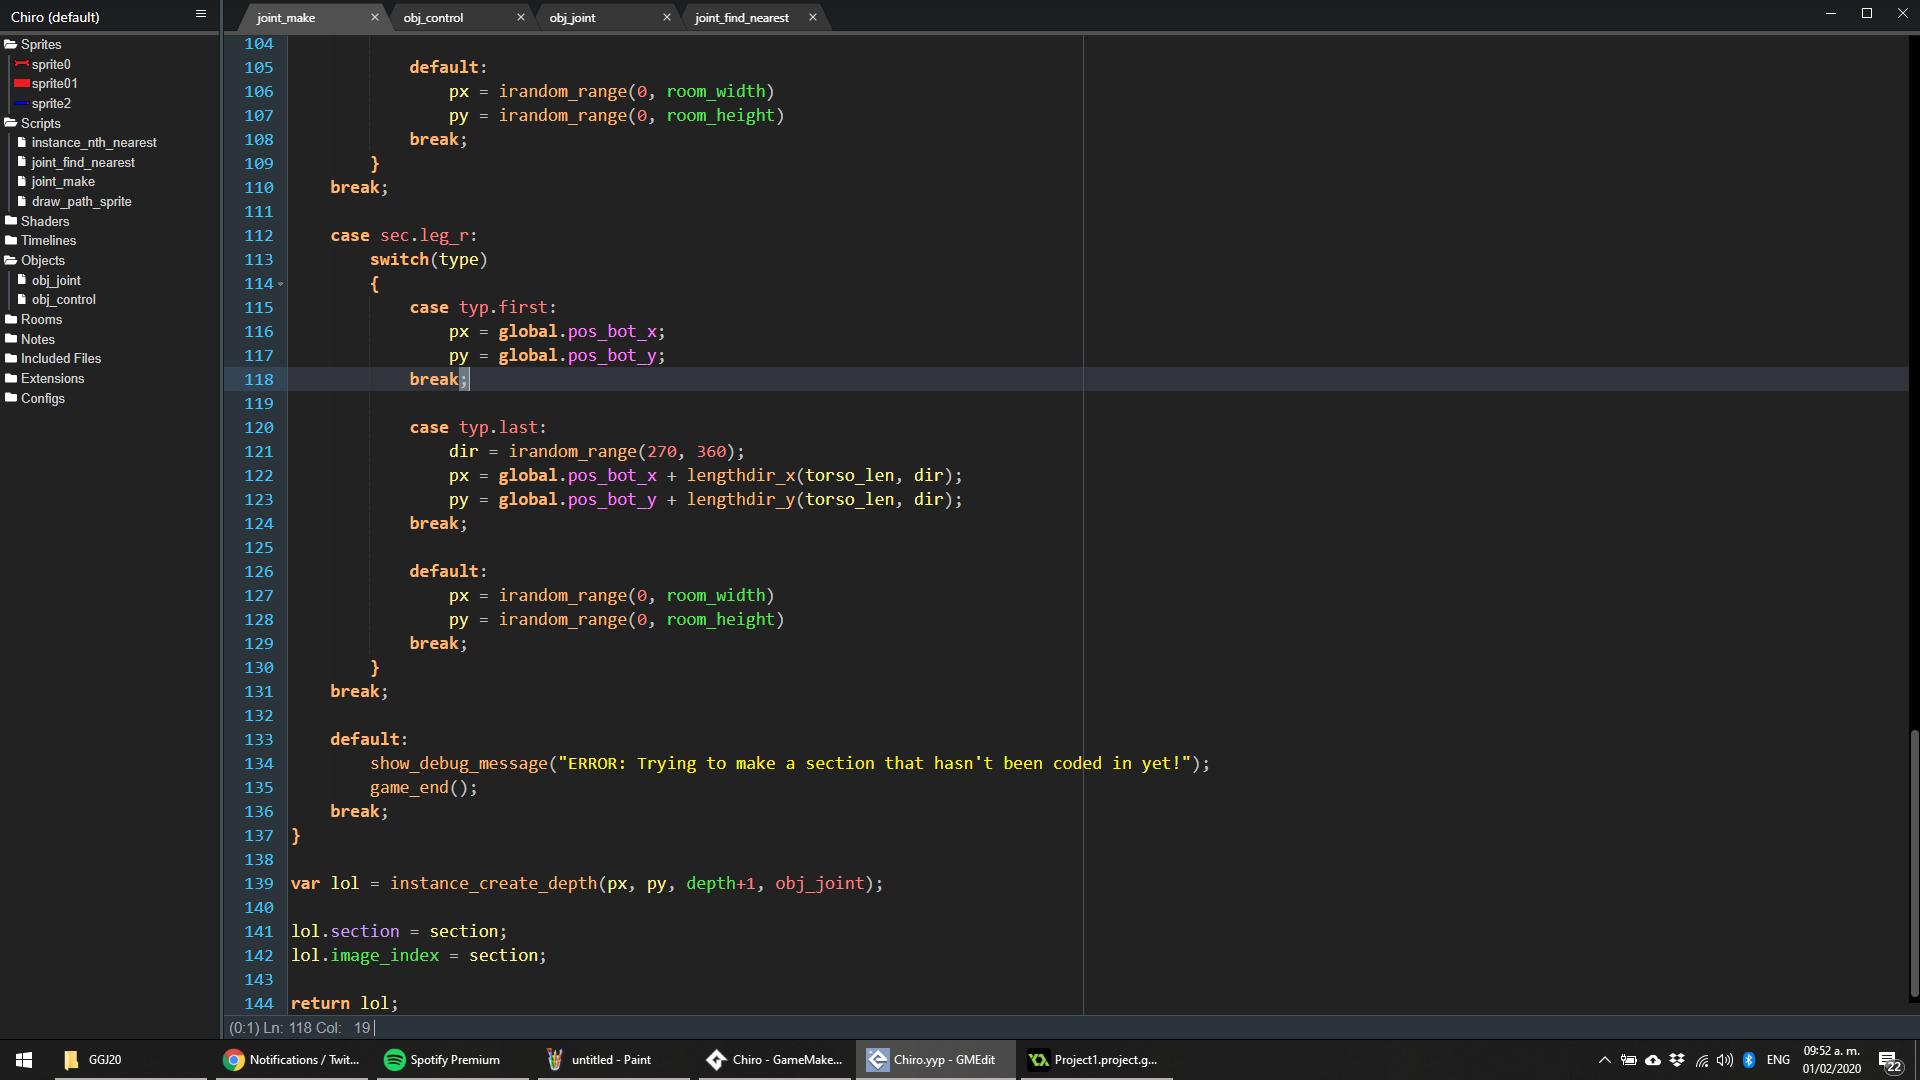 Chiro (default)
joint_make
obj_control
obj_joint
joint_find_nearest
Sprites
sprite0
sprite01
sprite2
Scripts
instance_nth_nearest
joint_find_nearest
joint_make
draw_path_sprite
Shaders
Timelines
Objects
obj_joint
obj_control
Rooms
Notes
Included Files
Extensions
Configs
104
105 default:
106 px = irandom_range(0, room_width)
107 py = irandom_range(0, room_height)
108 break;
109 }
110 break;
111
112 case sec.leg_r:
113 switch(type)
114 {
115 case typ.first:
116 px = global.pos_bot_x;
117 py = global.pos_bot_y;
118 break;
119
120 case typ.last:
121 dir = irandom_range(270, 360);
122 px = global.pos_bot_x + lengthdir_x(torso_len, dir);
123 py = global.pos_bot_y + lengthdir_y(torso_len, dir);
124 break;
125
126 default:
127 px = irandom_range(0, room_width)
128 py = irandom_range(0, room_height)
129 break;
130 }
131 break;
132
133 default:
134 show_debug_message("ERROR: Trying to make a section that hasn't been coded in yet!");
135 game_end();
136 break;
137 }
138
139 var lol = instance_create_depth(px, py, depth+1, obj_joint);
140
141 lol.section = section;
142 lol.image_index = section;
143
144 return lol;
(0:1) Ln: 118 Col: 19
GGJ20
Notifications / Twit...
Spotify Premium
untitled - Paint
Chiro - GameMake...
Chiro.yyp - GMEdit
Project1.project.g...
ENG
09:52 a. m.
01/02/2020
22